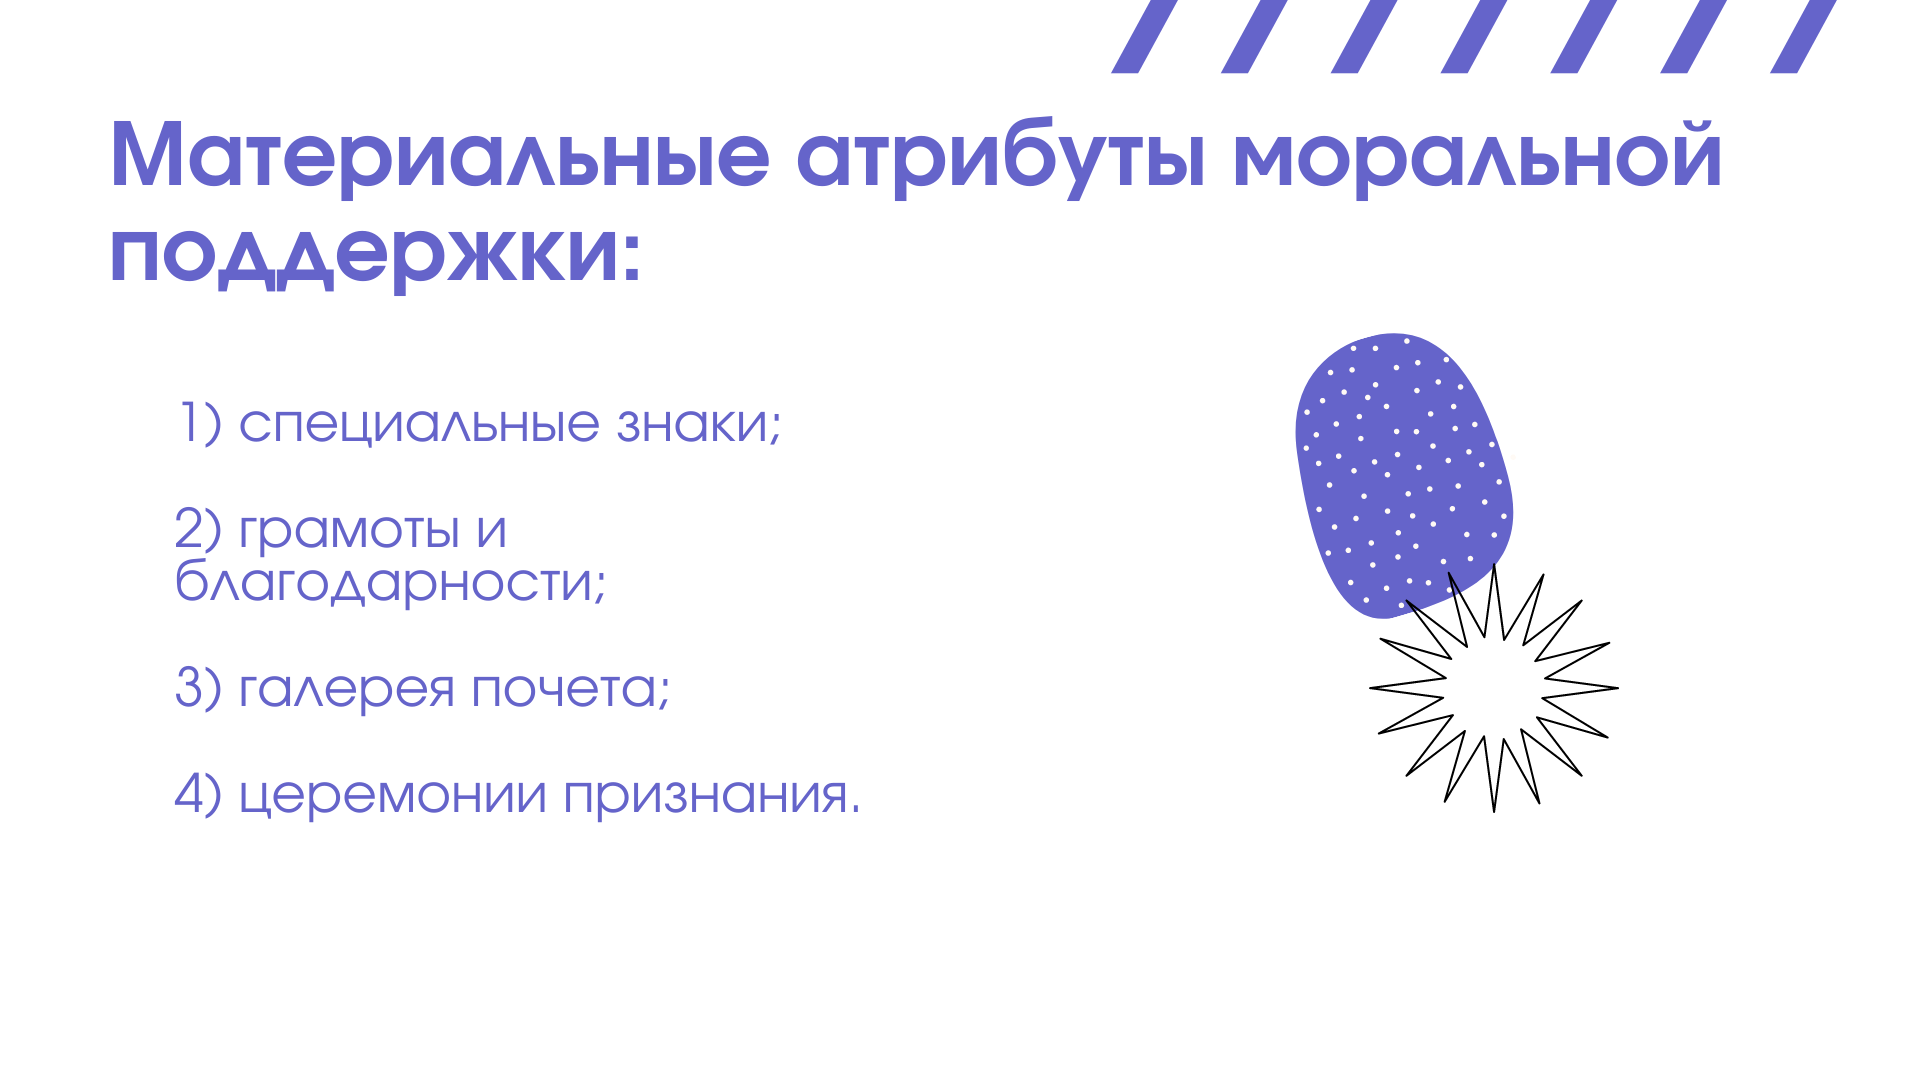 Материальные атрибуты моральной
поддержки:
1) специальные знаки;
2) грамоты и
благодарности;
3) галерея почета;
4) церемонии признания.